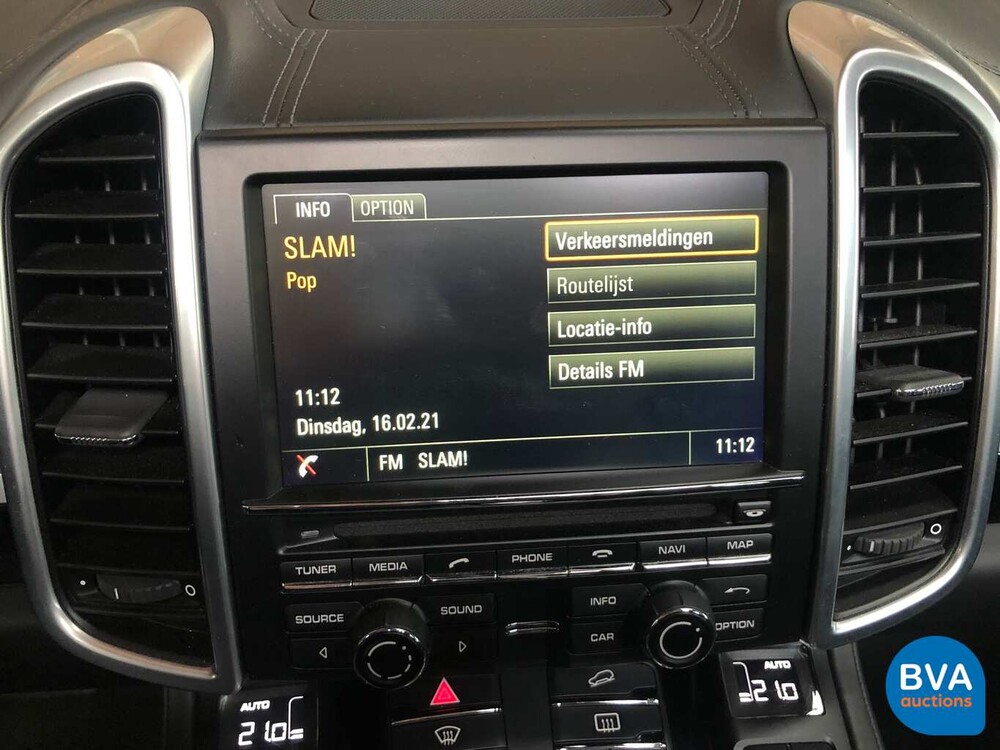 INFO OPTION
SLAM!
Pop
Verkeersmeldingen
Routelijst
Locatie-info
Details FM
11:12
Dinsdag, 16.02.21
FM SLAM! 11:12
TUNER MEDIA PHONE NAVI MAP
SOURCE SOUND INFO
CAR OPTION
AUTO 21.0
AUTO 21.0
BVA
auctions